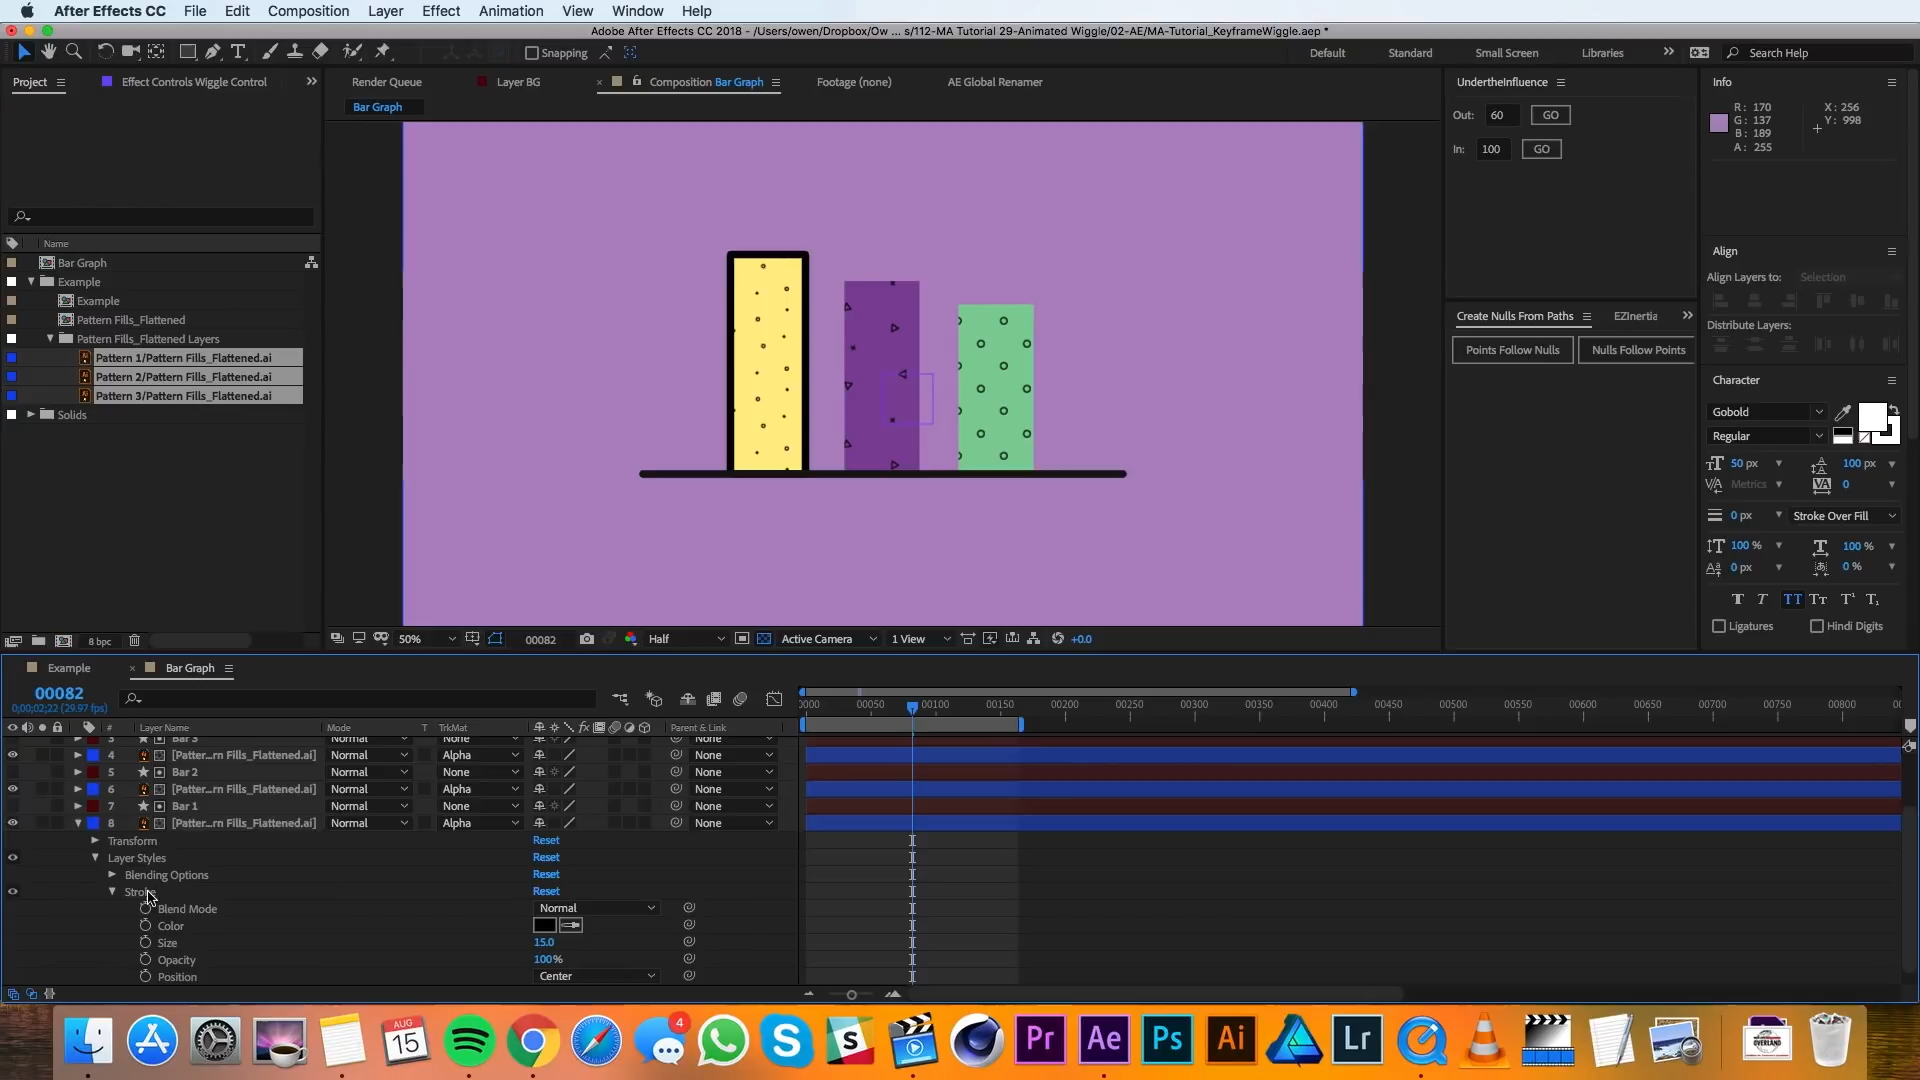 After Effects CC File Edit Composition Layer Effect Animation View Window Help
Adobe After Effects CC 2018 - /Users/owen/Dropbox/Ow ... s/112-MA Tutorial 29-Animated Wiggle/02-AE/MA-Tutorial_KeyframeWiggle.aep *
Snapping Default Standard Small Screen Libraries Search Help
Project Effect Controls Wiggle Control Render Queue Layer BG Composition Bar Graph Footage (none) AE Global Renamer UndertheInfluence Info
Bar Graph
Out: 60 GO
In: 100 GO
R: 170 X: 256
G: 137 Y: 998
B: 189
A: 255
Name
Bar Graph
Example
Example
Pattern Fills_Flattened
Pattern Fills_Flattened Layers
Pattern 1/Pattern Fills_Flattened.ai
Pattern 2/Pattern Fills_Flattened.ai
Pattern 3/Pattern Fills_Flattened.ai
Solids
8 bpc
Create Nulls From Paths EZInertia
Points Follow Nulls Nulls Follow Points
Align
Align Layers to: Selection
Distribute Layers:
Character
Gobold
Regular
50 px 100 px
Metrics 0
0 px Stroke Over Fill
100 % 100 %
0 px 0 %
Ligatures Hindi Digits
50% 00082 Half Active Camera 1 View +0.0
Example Bar Graph
00082
0;00;02;22 (29.97 fps)
0000 00050 00100 00150 00200 00250 00300 00350 00400 00450 00500 00550 00600 00650 00700 00750 00800
# Layer Name Mode T TrkMat Parent & Link
3 Bar 3 Normal None None
4 [Patter...rn Fills_Flattened.ai] Normal Alpha None
5 Bar 2 Normal None None
6 [Patter...rn Fills_Flattened.ai] Normal Alpha None
7 Bar 1 Normal None None
8 [Patter...rn Fills_Flattened.ai] Normal Alpha None
Transform Reset
Layer Styles Reset
Blending Options Reset
Stroke Reset
Blend Mode Normal
Color
Size 15.0
Opacity 100%
Position Center
AUG
15
4
Pr Ae Ps Ai Lr
OVERLAND